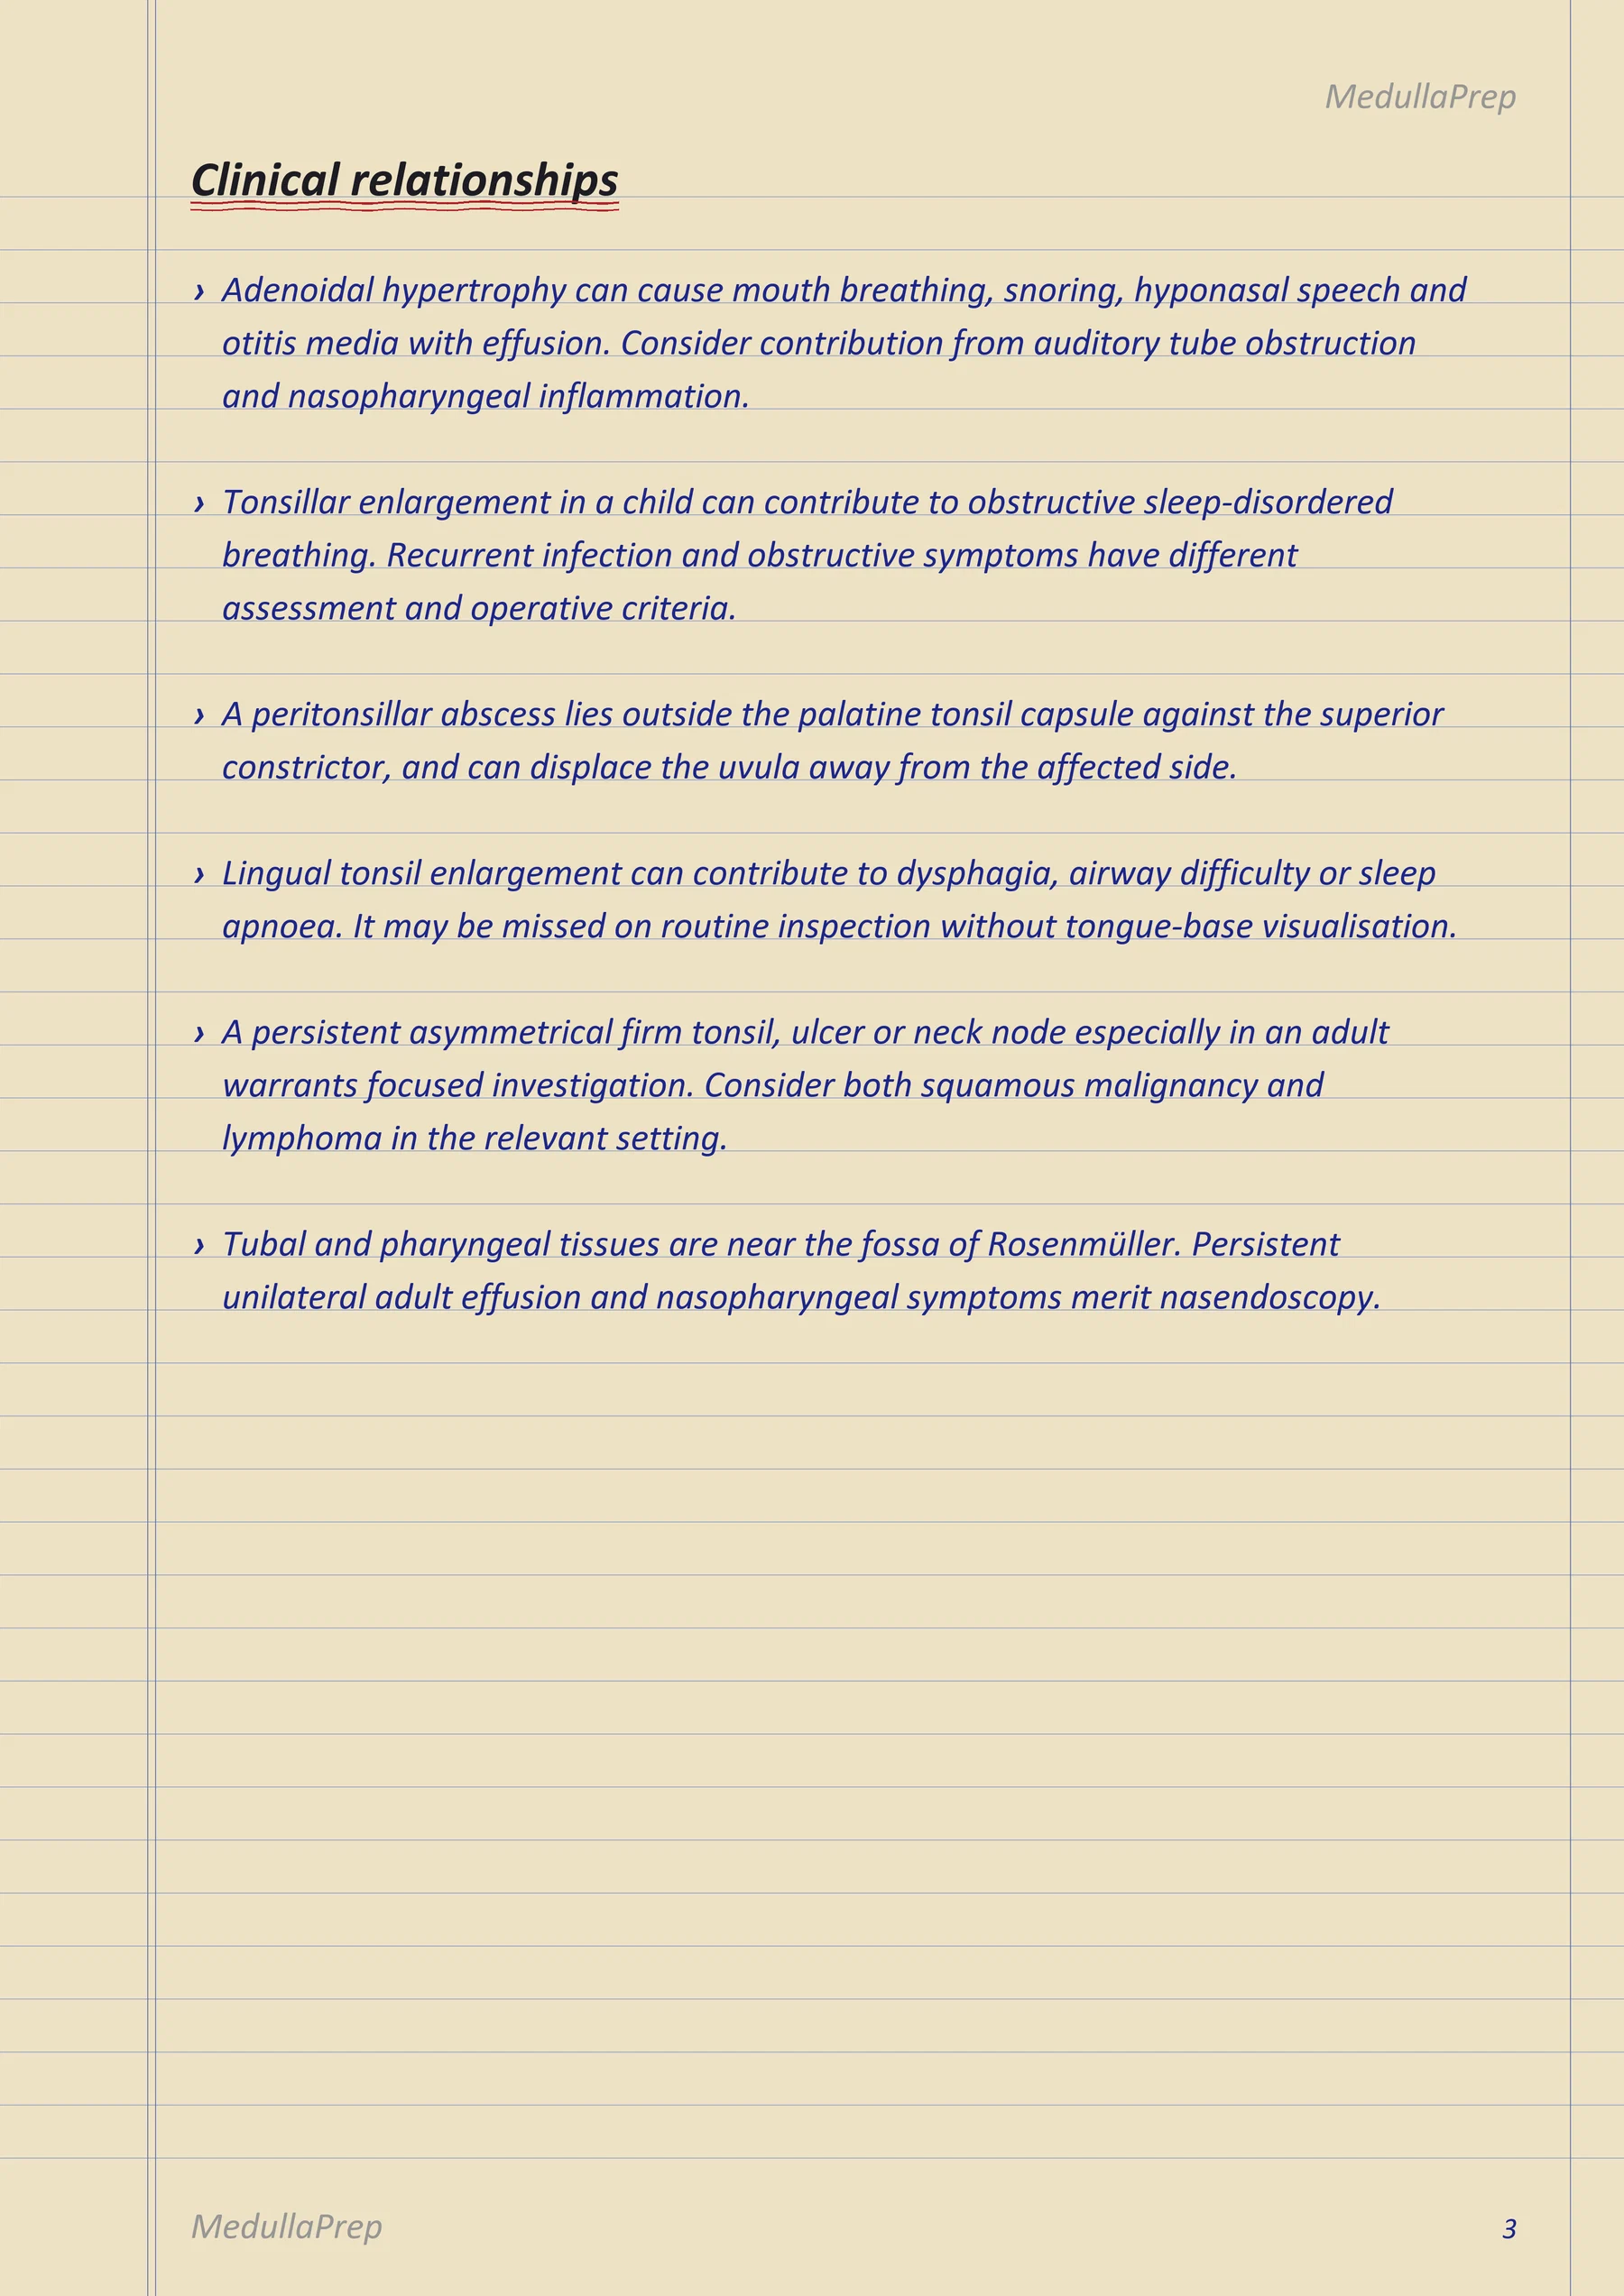 MedullaPrep
Clinical relationships
› Adenoidal hypertrophy can cause mouth breathing, snoring, hyponasal speech and
otitis media with effusion. Consider contribution from auditory tube obstruction
and nasopharyngeal inflammation.
› Tonsillar enlargement in a child can contribute to obstructive sleep-disordered
breathing. Recurrent infection and obstructive symptoms have different
assessment and operative criteria.
› A peritonsillar abscess lies outside the palatine tonsil capsule against the superior
constrictor, and can displace the uvula away from the affected side.
› Lingual tonsil enlargement can contribute to dysphagia, airway difficulty or sleep
apnoea. It may be missed on routine inspection without tongue-base visualisation.
› A persistent asymmetrical firm tonsil, ulcer or neck node especially in an adult
warrants focused investigation. Consider both squamous malignancy and
lymphoma in the relevant setting.
› Tubal and pharyngeal tissues are near the fossa of Rosenmüller. Persistent
unilateral adult effusion and nasopharyngeal symptoms merit nasendoscopy.
MedullaPrep
3